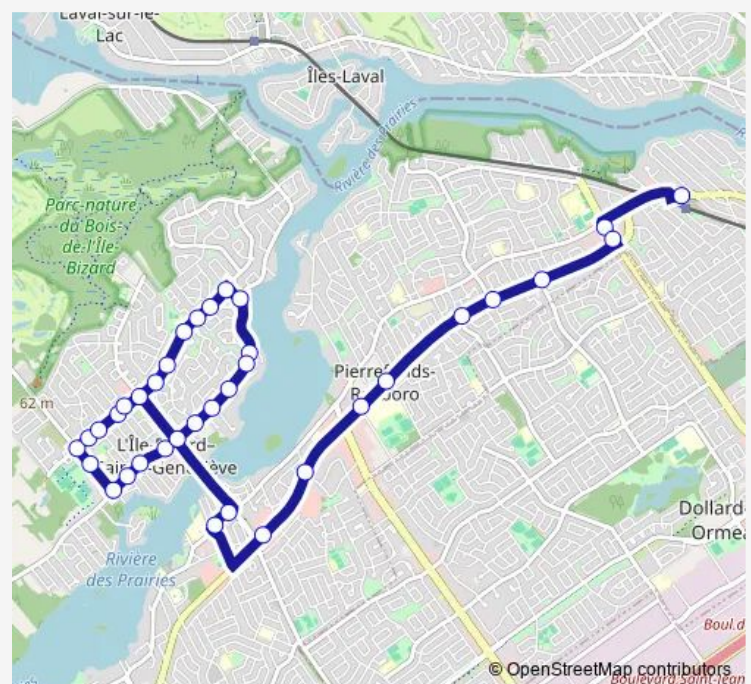 Laval-sur-le-
Lac
Îles-Laval
Rivière des Prairies
Parc-nature
du Bois-
de-l'Île
Bizard
62 m
Pierrefonds-
Roxboro
L'Île-Bizard–
Sainte-Geneviève
Rivière
des Prairies
Dollard-
Ormea
Boul.d
© OpenStreetMap contributors
Boulevard Saint-Jean